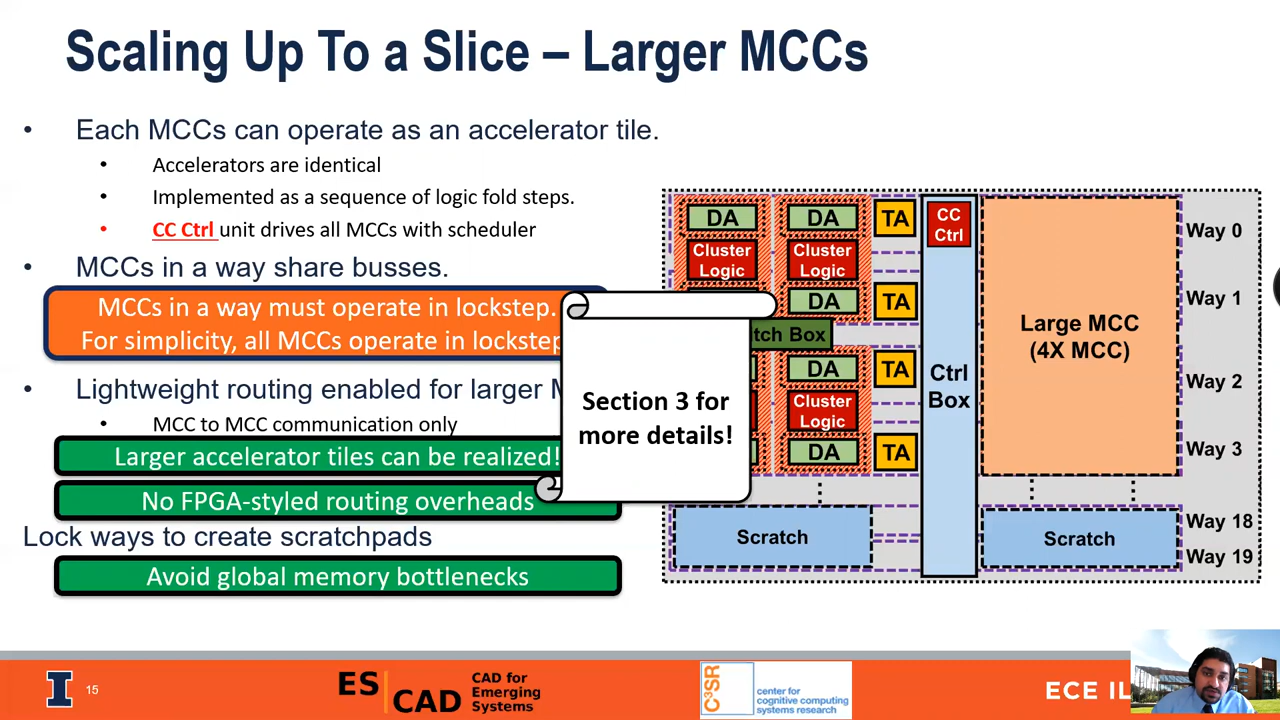 Scaling Up To a Slice – Larger MCCs
• Each MCCs can operate as an accelerator tile.
• Accelerators are identical
• Implemented as a sequence of logic fold steps.
• CC Ctrl unit drives all MCCs with scheduler
• MCCs in a way share busses.
MCCs in a way must operate in lockstep.
For simplicity, all MCCs operate in lockstep
• Lightweight routing enabled for larger M
• MCC to MCC communication only
Larger accelerator tiles can be realized!
No FPGA-styled routing overheads
Lock ways to create scratchpads
Avoid global memory bottlenecks
Section 3 for
more details!
DA
DA
TA
CC
Ctrl
Way 0
Cluster
Logic
Cluster
Logic
DA
TA
Way 1
tch Box
Large MCC
(4X MCC)
DA
TA
Ctrl
Box
Way 2
Cluster
Logic
DA
TA
Way 3
Scratch
Scratch
Way 18
Way 19
I
15
ES
CAD
CAD for
Emerging
Systems
C³SR
center for
cognitive computing
systems research
ECE IL